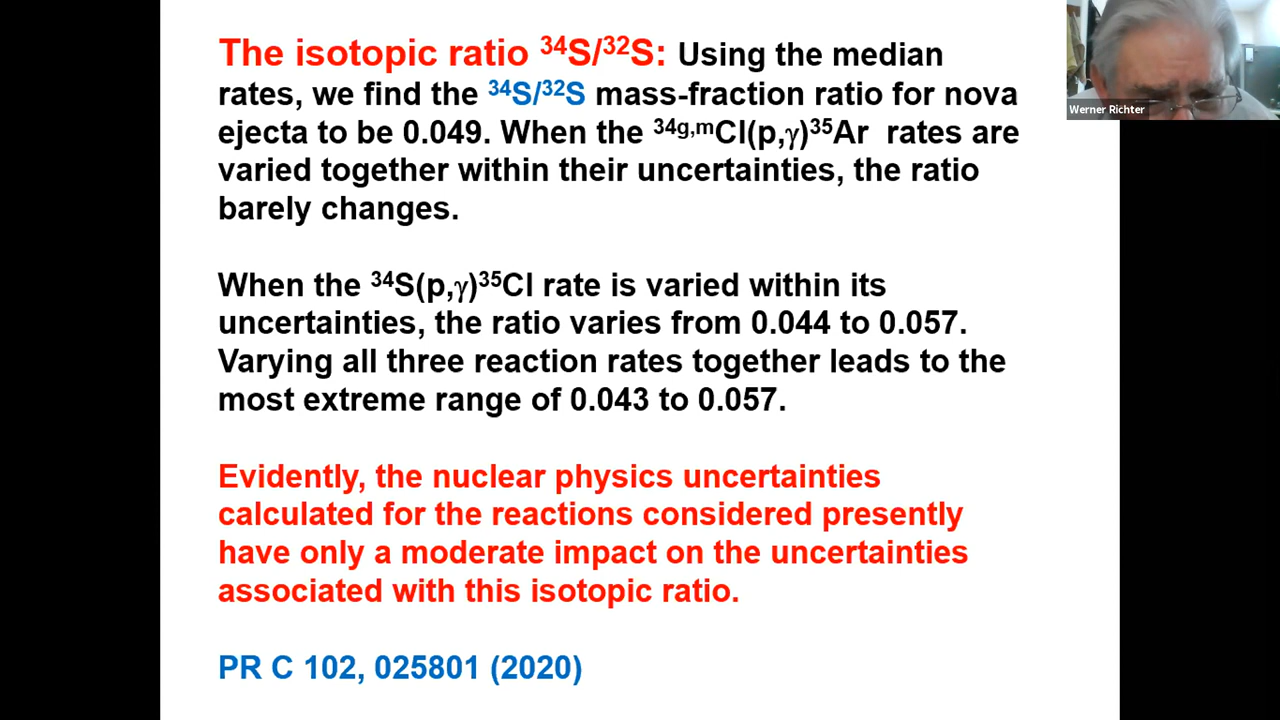 The isotopic ratio ³⁴S/³²S: Using the median
rates, we find the ³⁴S/³²S mass-fraction ratio for nova
ejecta to be 0.049. When the ³⁴ᵍ,ᵐCl(p,γ)³⁵Ar rates are
varied together within their uncertainties, the ratio
barely changes.
When the ³⁴S(p,γ)³⁵Cl rate is varied within its
uncertainties, the ratio varies from 0.044 to 0.057.
Varying all three reaction rates together leads to the
most extreme range of 0.043 to 0.057.
Evidently, the nuclear physics uncertainties
calculated for the reactions considered presently
have only a moderate impact on the uncertainties
associated with this isotopic ratio.
PR C 102, 025801 (2020)
Werner Richter